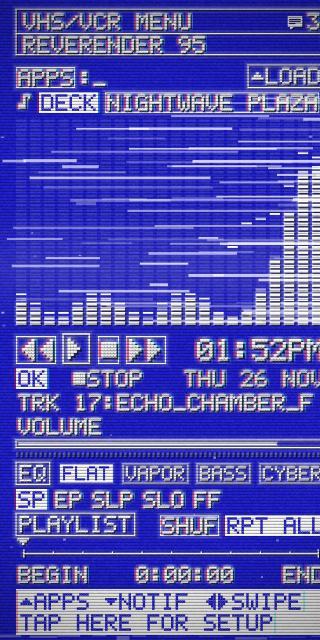 VHS/VCR MENU 3
REVERENDER 95
APPS:_ LOAD
DECK NIGHTWAVE PLAZA
01:52PM
OK STOP THU 26 NOV
TRK 17:ECHO_CHAMBER_F
VOLUME
EQ FLAT VAPOR BASS CYBER
SP EP SLP SLO FF
PLAYLIST SHUF RPT ALL
BEGIN 0:00:00 END
APPS NOTIF SWIPE
TAP HERE FOR SETUP